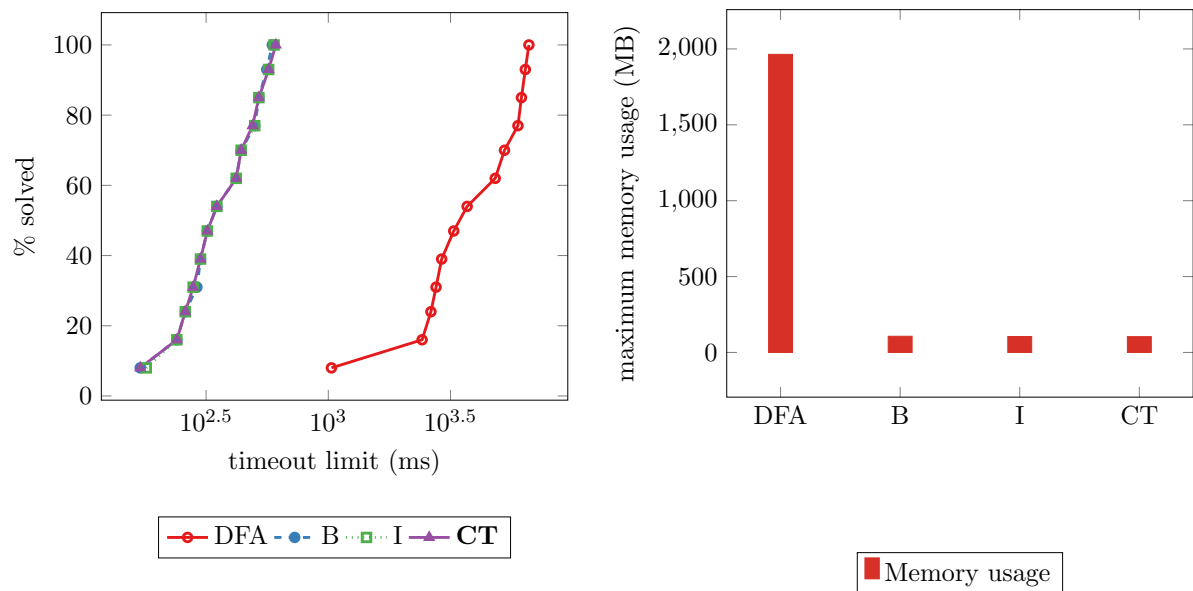 100
80
60
40
20
0
% solved
10^2.5 10^3 10^3.5
timeout limit (ms)
DFA B I CT
2,000
1,500
1,000
500
0
maximum memory usage (MB)
DFA B I CT
Memory usage